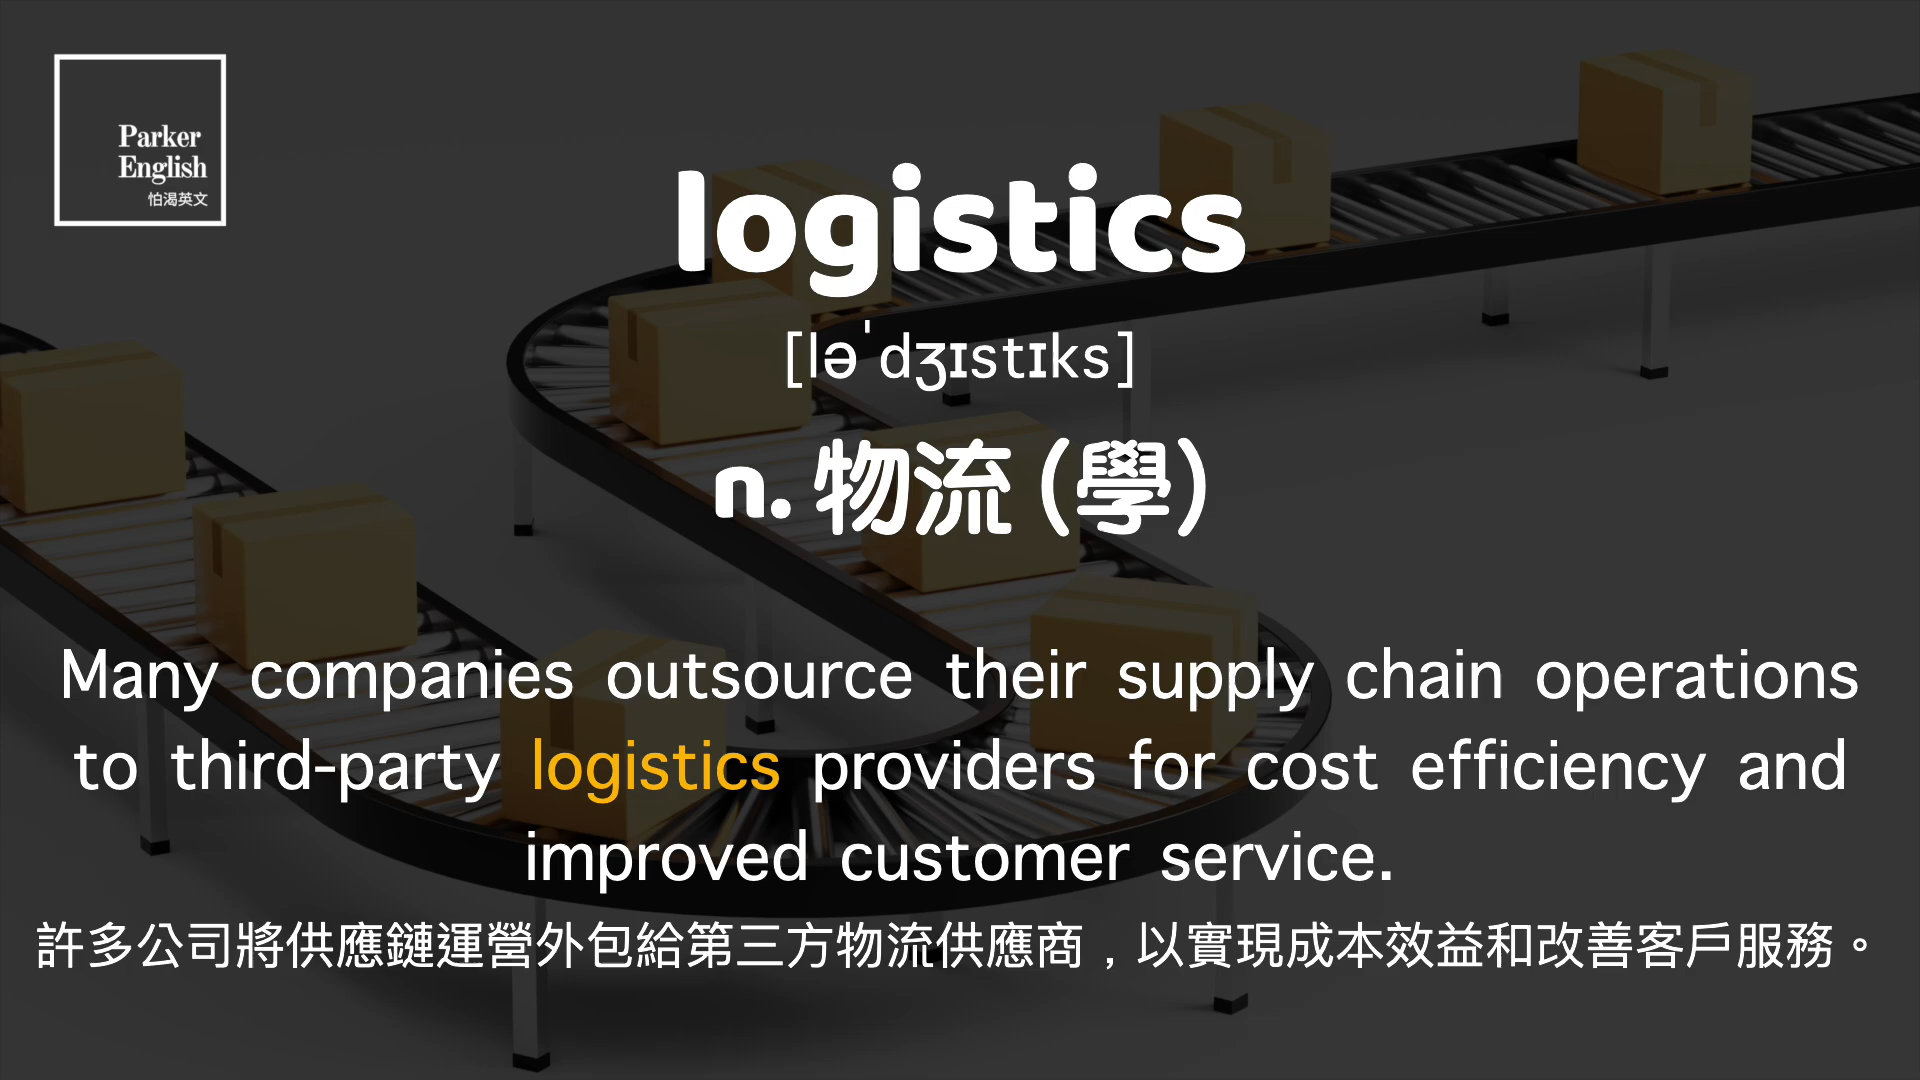 Parker
English
怕渴英文
logistics
[ləˈdʒɪstɪks]
n. 物流 (學)
Many companies outsource their supply chain operations
to third-party logistics providers for cost efficiency and
improved customer service.
許多公司將供應鏈運營外包給第三方物流供應商，以實現成本效益和改善客戶服務。